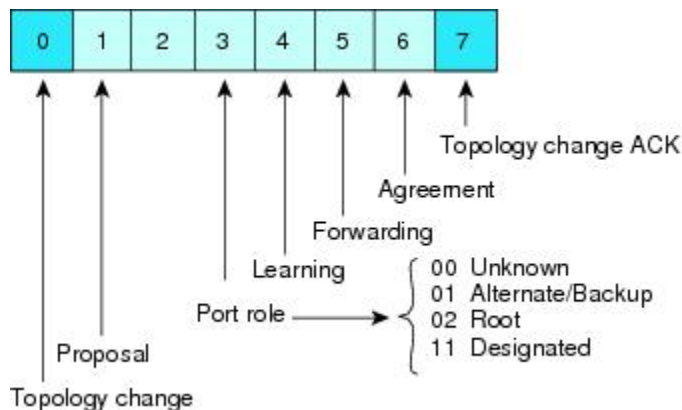 0 1 2 3 4 5 6 7
Topology change ACK
Agreement
Forwarding
Learning
00 Unknown
01 Alternate/Backup
Port role
02 Root
11 Designated
Proposal
Topology change